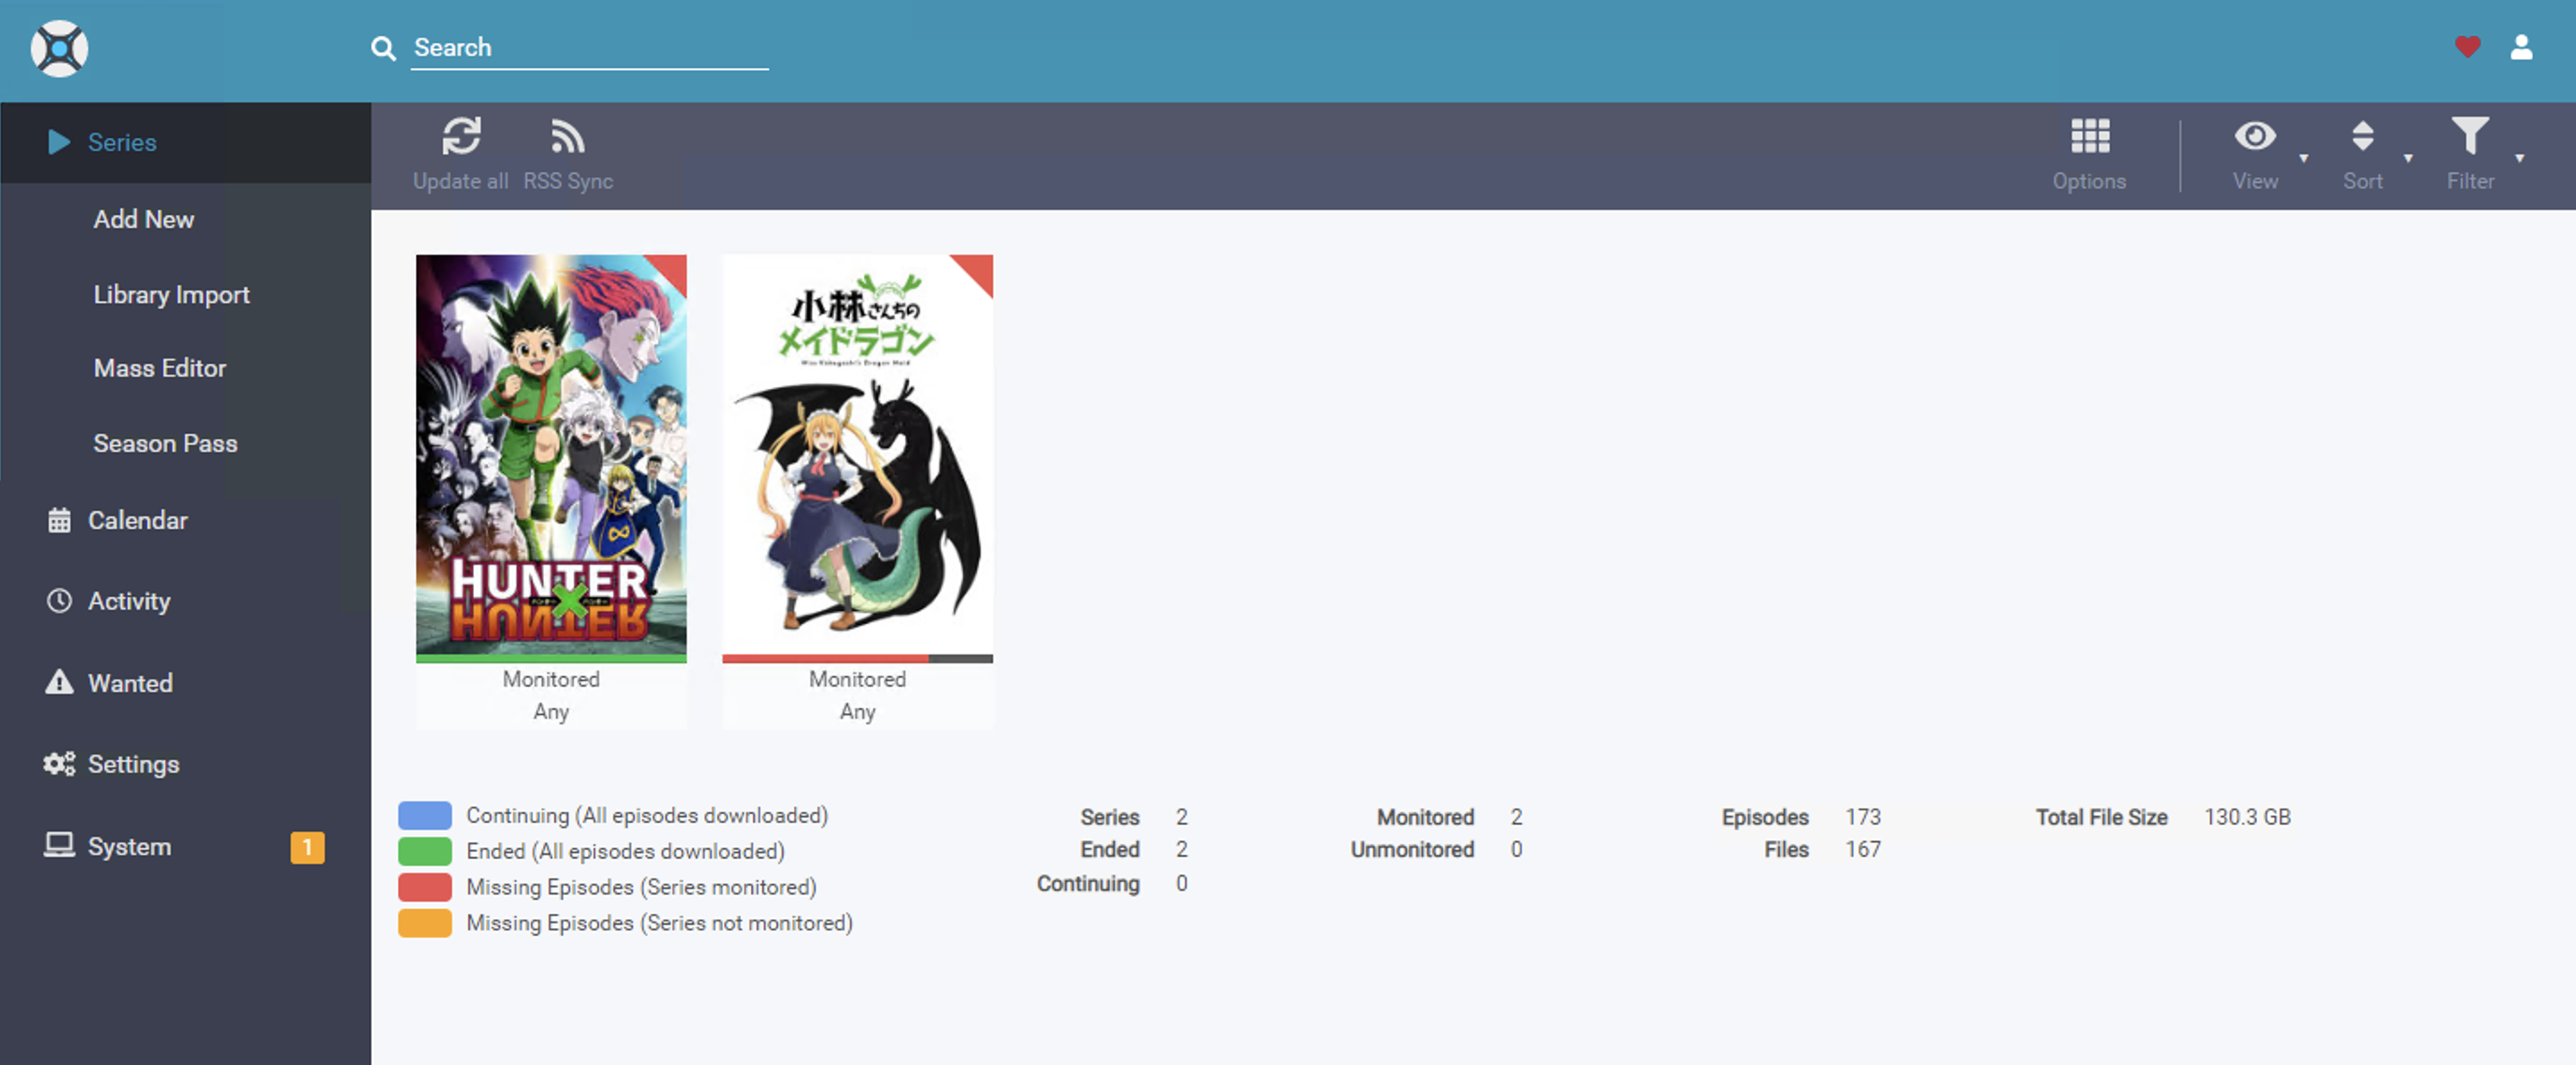 Search
Series
Add New
Library Import
Mass Editor
Season Pass
Calendar
Activity
Wanted
Settings
System 1
Update all RSS Sync
Options View Sort Filter
HUNTER
HUNTER
小林さんちの
メイドラゴン
Miss Kobayashi's Dragon Maid
Monitored
Any
Monitored
Any
Continuing (All episodes downloaded)
Ended (All episodes downloaded)
Missing Episodes (Series monitored)
Missing Episodes (Series not monitored)
Series 2
Ended 2
Continuing 0
Monitored 2
Unmonitored 0
Episodes 173
Files 167
Total File Size 130.3 GB